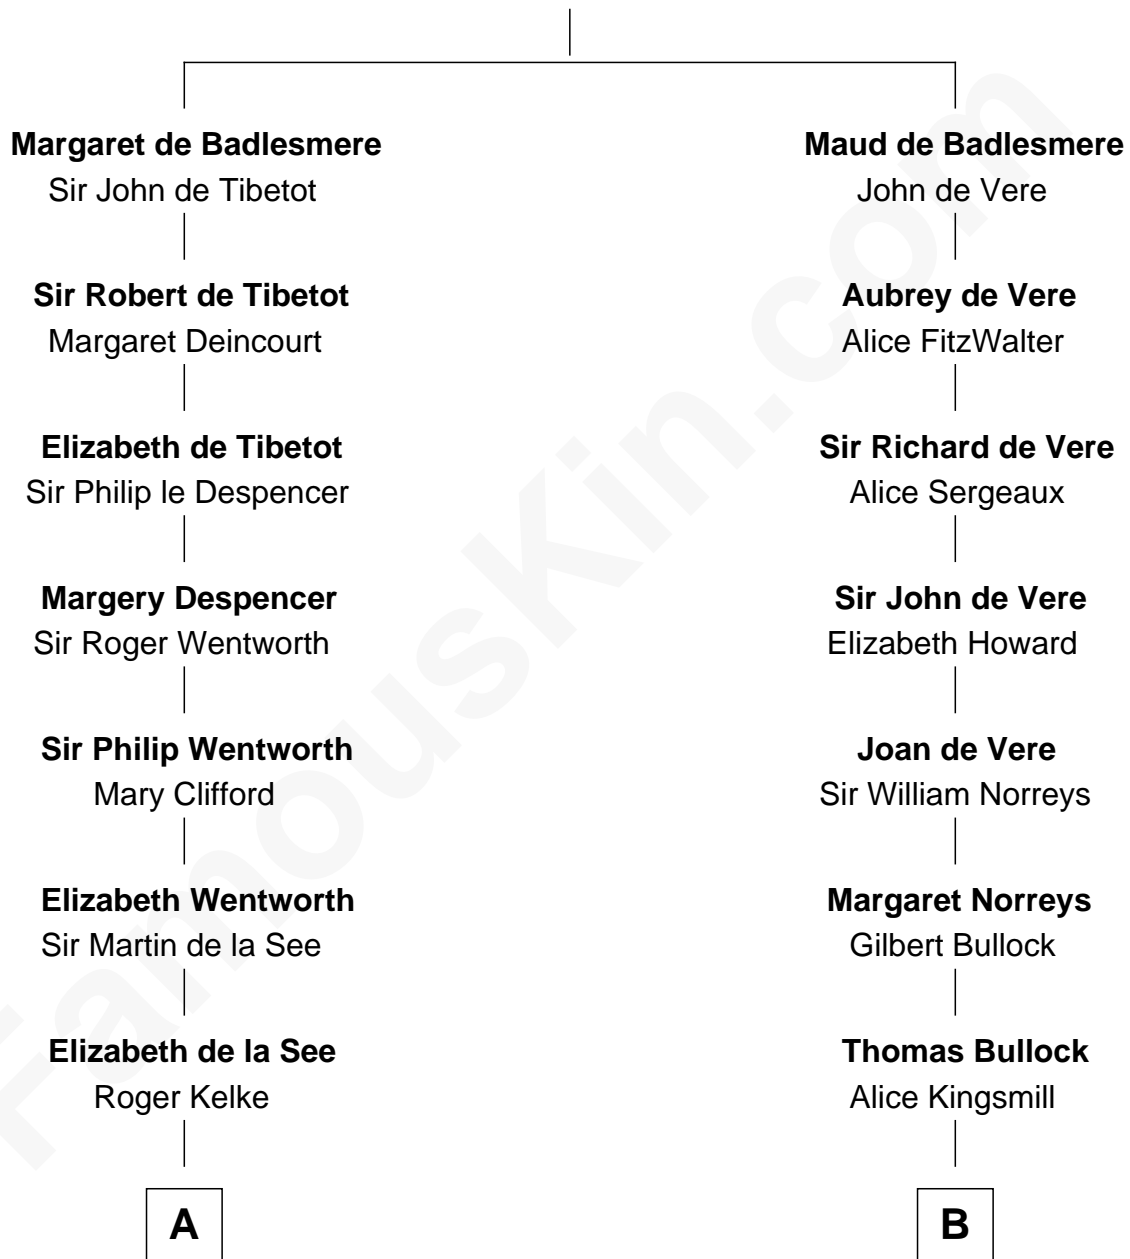 Margaret de Badlesmere
Sir John de Tibetot
Sir Robert de Tibetot
Margaret Deincourt
Elizabeth de Tibetot
Sir Philip le Despencer
Margery Despencer
Sir Roger Wentworth
Sir Philip Wentworth
Mary Clifford
Elizabeth Wentworth
Sir Martin de la See
Elizabeth de la See
Roger Kelke
A
Maud de Badlesmere
John de Vere
Aubrey de Vere
Alice FitzWalter
Sir Richard de Vere
Alice Sergeaux
Sir John de Vere
Elizabeth Howard
Joan de Vere
Sir William Norreys
Margaret Norreys
Gilbert Bullock
Thomas Bullock
Alice Kingsmill
B
FamousKin.com